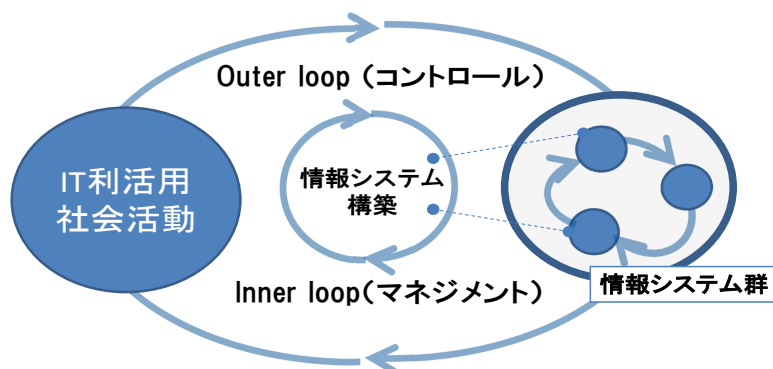 Outer loop（コントロール）
IT利活用
社会活動
情報システム
構築
Inner loop（マネジメント）
情報システム群